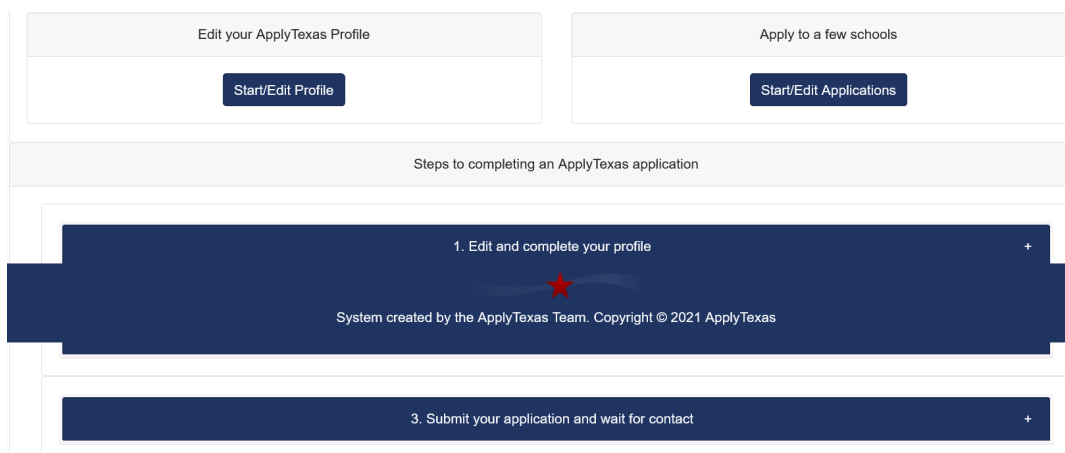 Edit your ApplyTexas Profile
Apply to a few schools
Start/Edit Profile
Start/Edit Applications
Steps to completing an ApplyTexas application
1. Edit and complete your profile +
System created by the ApplyTexas Team. Copyright © 2021 ApplyTexas
3. Submit your application and wait for contact +